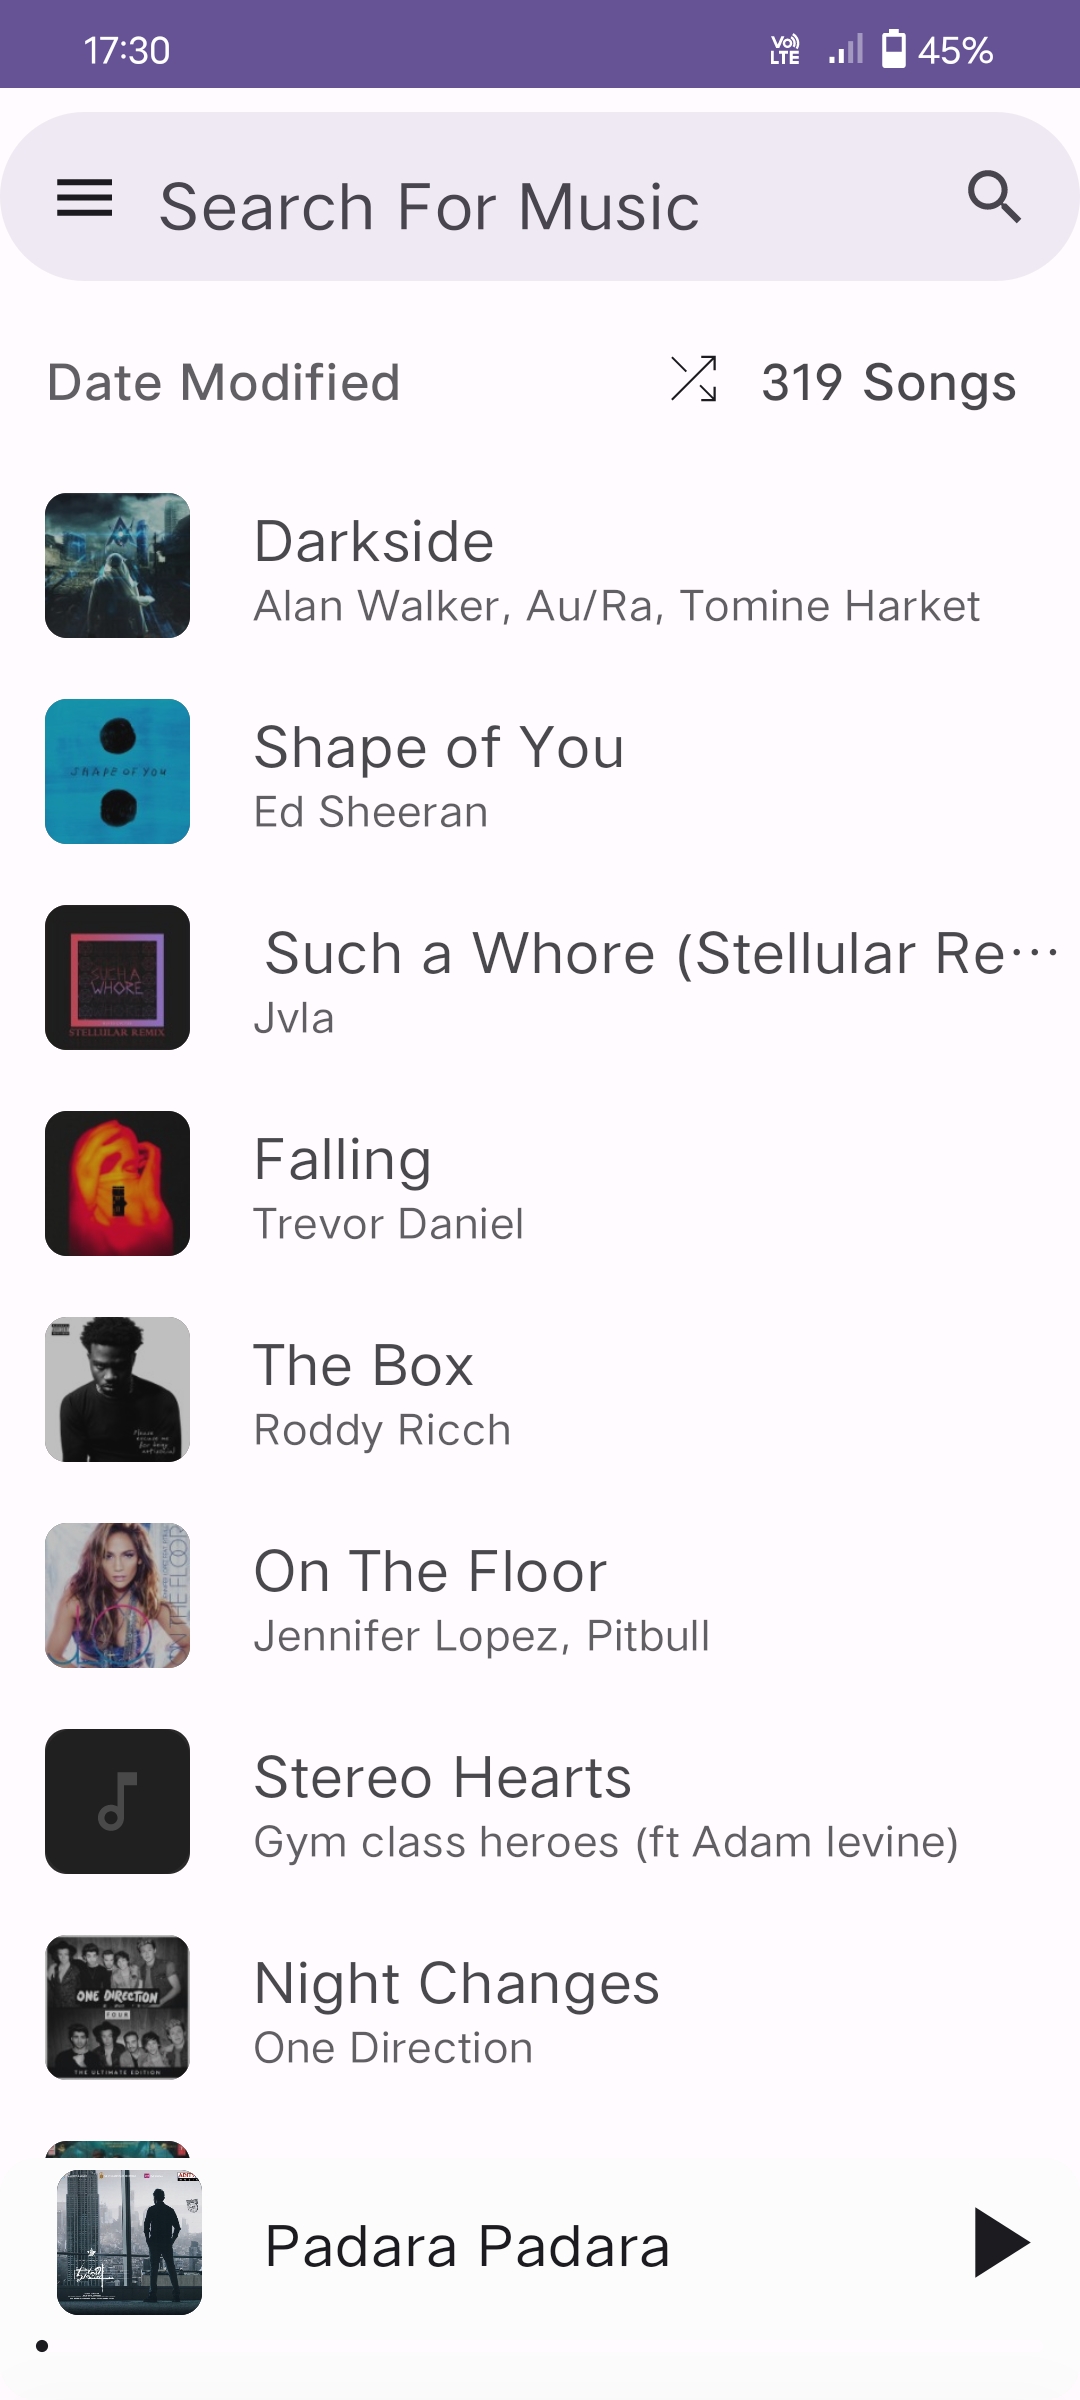 17:30 Vo)) LTE 45%
Search For Music
Date Modified 319 Songs
Darkside
Alan Walker, Au/Ra, Tomine Harket
SHAPE OF YOU
Shape of You
Ed Sheeran
SUCH A
WHORE
STELLULAR REMIX
Such a Whore (Stellular Re...
Jvla
Falling
Trevor Daniel
The Box
Roddy Ricch
ON THE FLOOR
On The Floor
Jennifer Lopez, Pitbull
Stereo Hearts
Gym class heroes (ft Adam levine)
ONE DIRECTION
FOUR
THE ULTIMATE EDITION
Night Changes
One Direction
Padara Padara